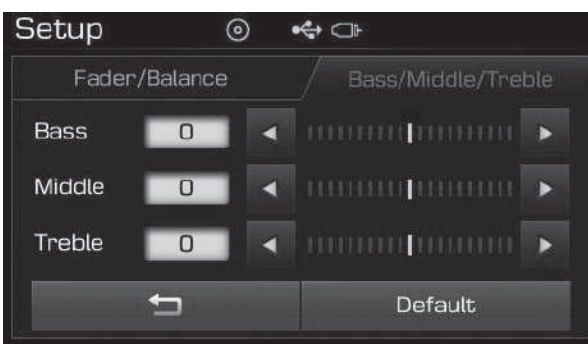 Setup
Fader/Balance Bass/Middle/Treble
Bass 0
Middle 0
Treble 0
Default